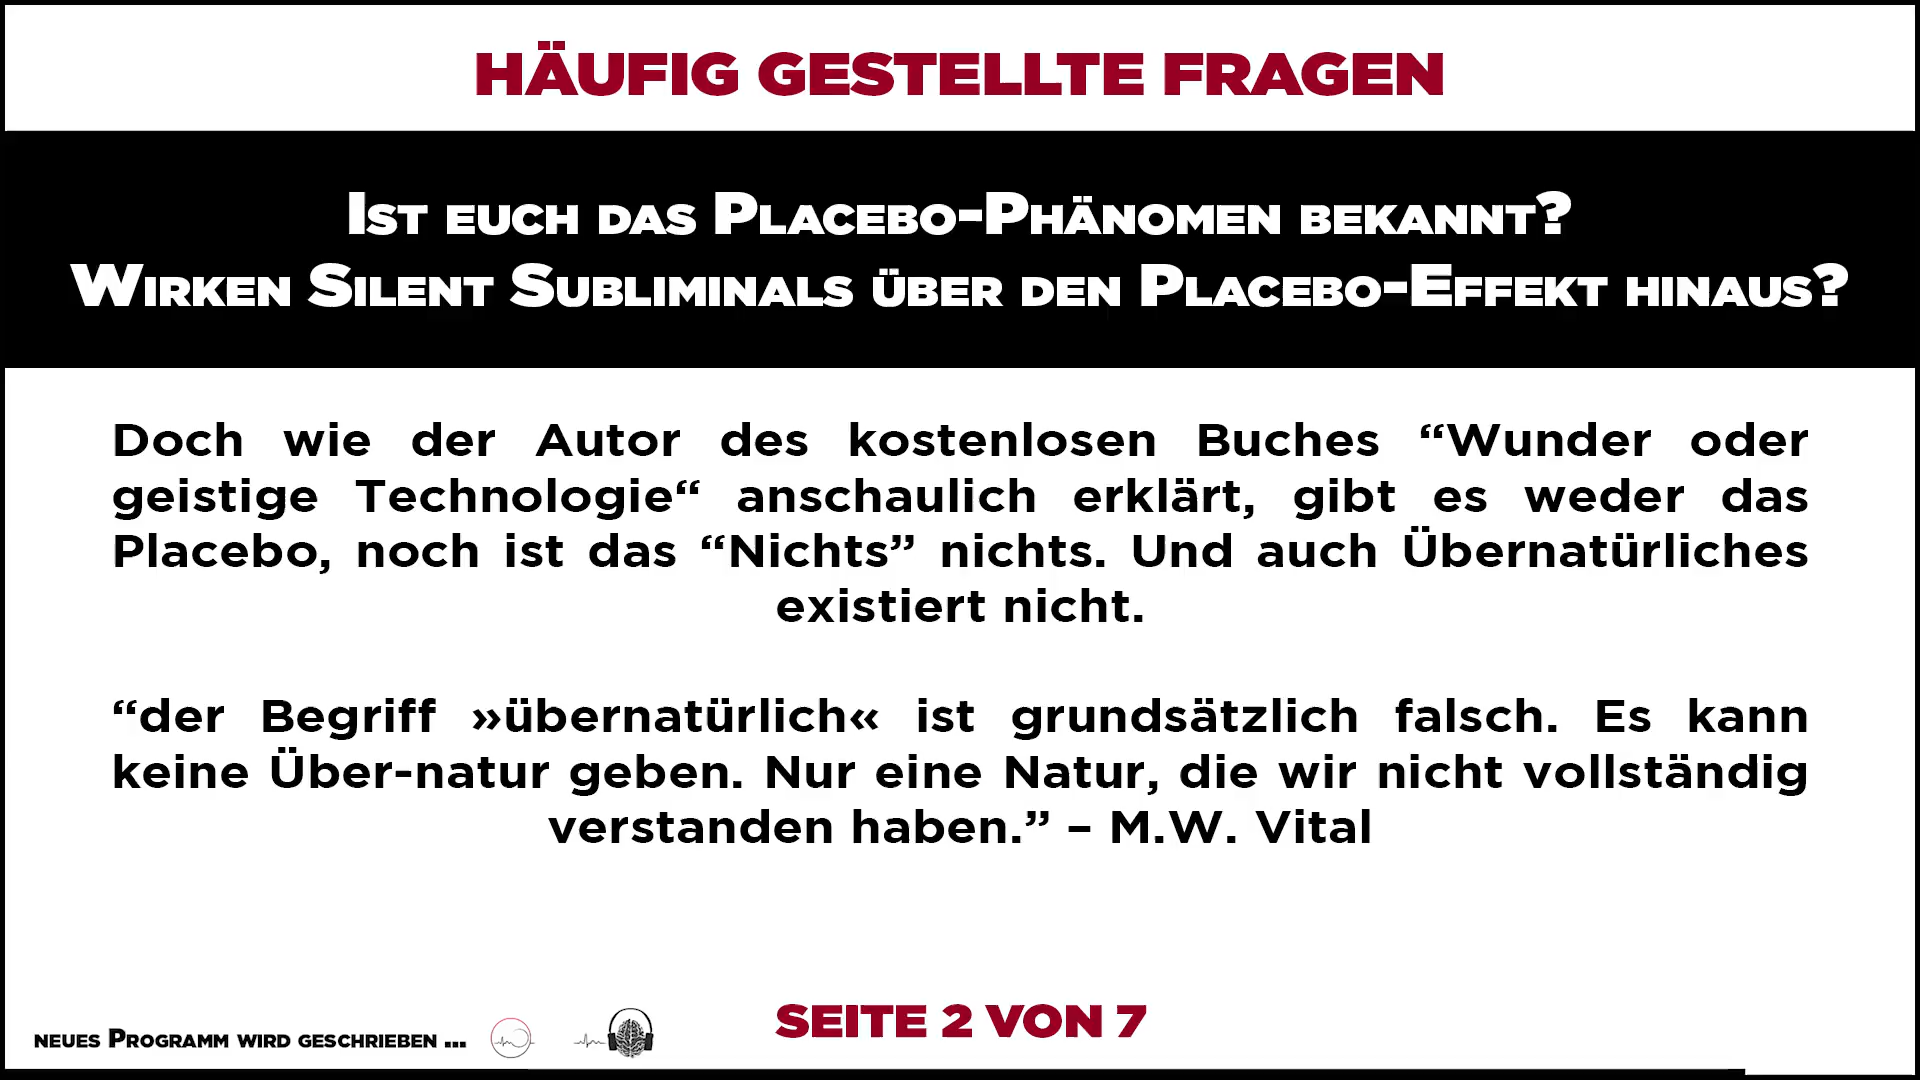 HÄUFIG GESTELLTE FRAGEN
Ist euch das Placebo-Phänomen bekannt?
Wirken Silent Subliminals über den Placebo-Effekt hinaus?
Doch wie der Autor des kostenlosen Buches “Wunder oder
geistige Technologie“ anschaulich erklärt, gibt es weder das
Placebo, noch ist das “Nichts” nichts. Und auch Übernatürliches
existiert nicht.
“der Begriff »übernatürlich« ist grundsätzlich falsch. Es kann
keine Über-natur geben. Nur eine Natur, die wir nicht vollständig
verstanden haben.” – M.W. Vital
neues Programm wird geschrieben ...
SEITE 2 VON 7